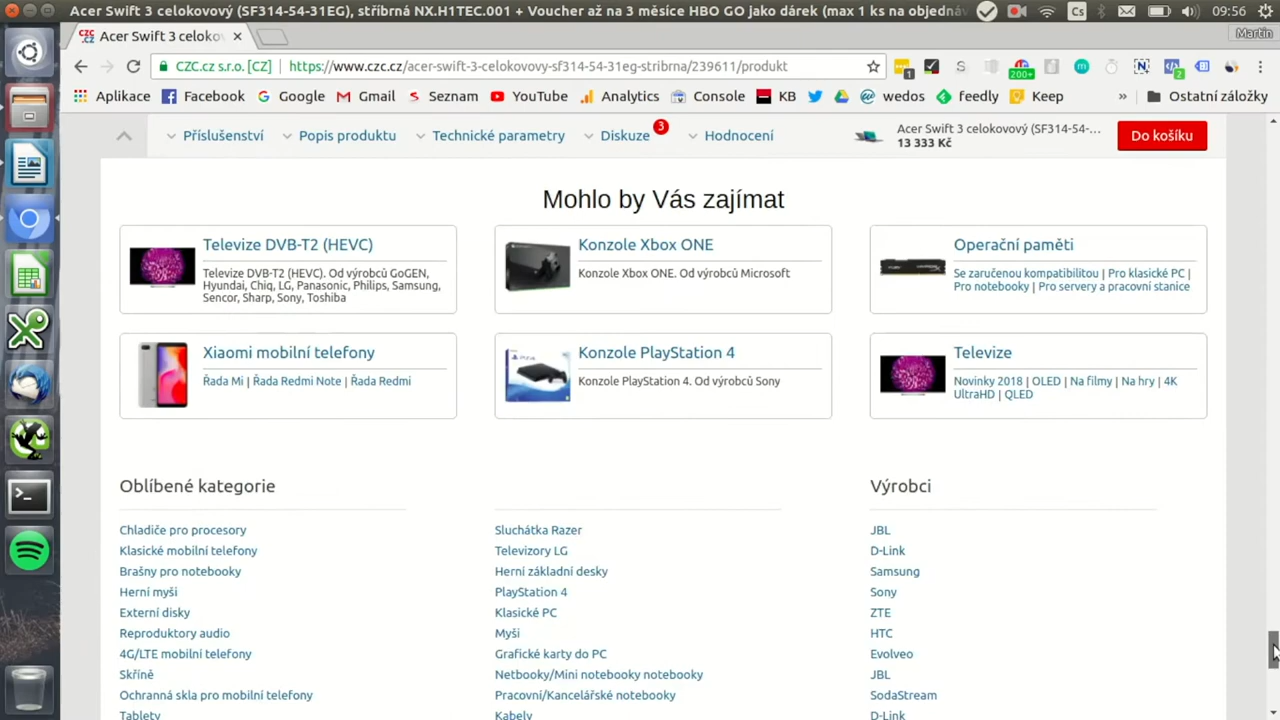 Acer Swift 3 celokovový (SF314-54-31EG), stříbrná NX.H1TEC.001 + Voucher až na 3 měsíce HBO GO jako dárek (max 1 ks na objedná
Cs
09:56
CZC.CZ
Acer Swift 3 celoko
Martin
CZC.cz s.r.o. [CZ]
https://www.czc.cz/acer-swift-3-celokovovy-sf314-54-31eg-stribrna/239611/produkt
1
200+
2
Aplikace
Facebook
Google
Gmail
Seznam
YouTube
Analytics
Console
KB
wedos
feedly
Keep
»
Ostatní záložky
Příslušenství
Popis produktu
Technické parametry
Diskuze
3
Hodnocení
Acer Swift 3 celokovový (SF314-54-...
13 333 Kč
Do košíku
Mohlo by Vás zajímat
Televize DVB-T2 (HEVC)
Televize DVB-T2 (HEVC). Od výrobců GoGEN,
Hyundai, Chiq, LG, Panasonic, Philips, Samsung,
Sencor, Sharp, Sony, Toshiba
Konzole Xbox ONE
Konzole Xbox ONE. Od výrobců Microsoft
Operační paměti
Se zaručenou kompatibilitou | Pro klasické PC |
Pro notebooky | Pro servery a pracovní stanice
Xiaomi mobilní telefony
Řada Mi | Řada Redmi Note | Řada Redmi
Konzole PlayStation 4
Konzole PlayStation 4. Od výrobců Sony
Televize
Novinky 2018 | OLED | Na filmy | Na hry | 4K
UltraHD | QLED
Oblíbené kategorie
Chladiče pro procesory
Klasické mobilní telefony
Brašny pro notebooky
Herní myši
Externí disky
Reproduktory audio
4G/LTE mobilní telefony
Skříně
Ochranná skla pro mobilní telefony
Tablety
Sluchátka Razer
Televizory LG
Herní základní desky
PlayStation 4
Klasické PC
Myši
Grafické karty do PC
Netbooky/Mini notebooky notebooky
Pracovní/Kancelářské notebooky
Kabely
Výrobci
JBL
D-Link
Samsung
Sony
ZTE
HTC
Evolveo
JBL
SodaStream
D-Link